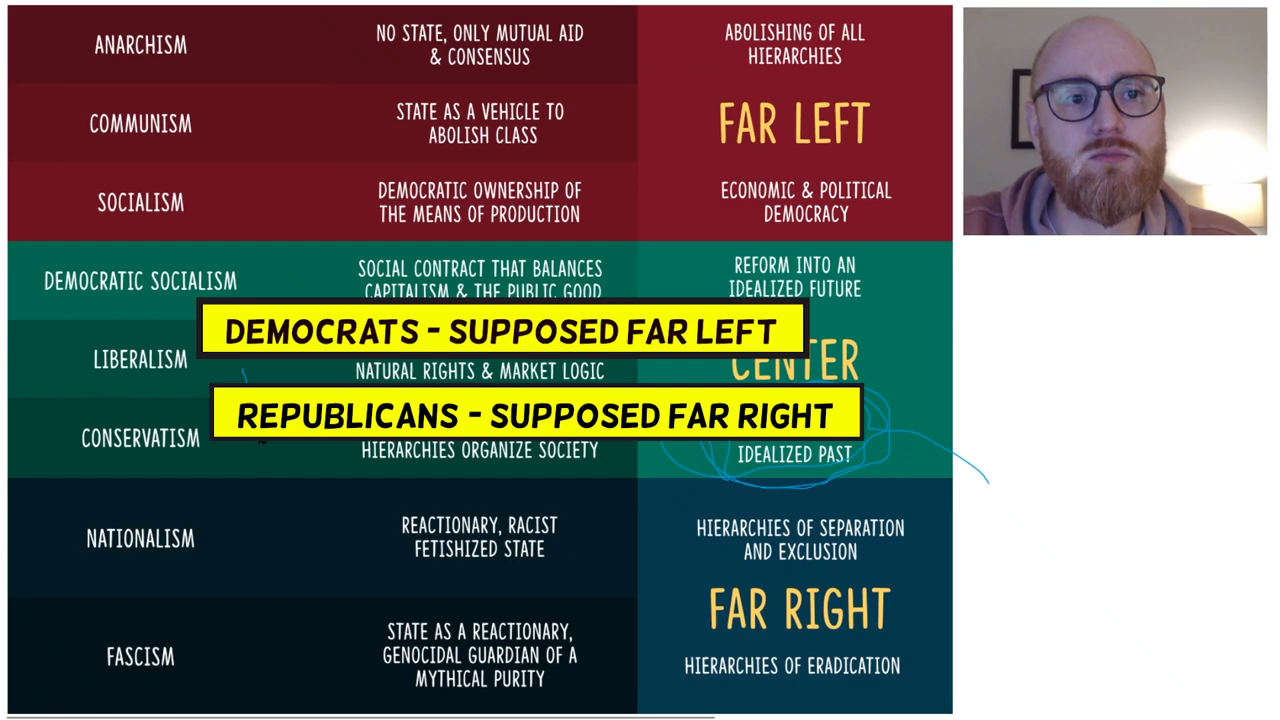 ANARCHISM
NO STATE, ONLY MUTUAL AID
& CONSENSUS
ABOLISHING OF ALL
HIERARCHIES
COMMUNISM
STATE AS A VEHICLE TO
ABOLISH CLASS
FAR LEFT
SOCIALISM
DEMOCRATIC OWNERSHIP OF
THE MEANS OF PRODUCTION
ECONOMIC & POLITICAL
DEMOCRACY
DEMOCRATIC SOCIALISM
SOCIAL CONTRACT THAT BALANCES
CAPITALISM & THE PUBLIC GOOD
REFORM INTO AN
IDEALIZED FUTURE
DEMOCRATS - SUPPOSED FAR LEFT
LIBERALISM
NATURAL RIGHTS & MARKET LOGIC
CENTER
REPUBLICANS - SUPPOSED FAR RIGHT
CONSERVATISM
HIERARCHIES ORGANIZE SOCIETY
IDEALIZED PAST
NATIONALISM
REACTIONARY, RACIST
FETISHIZED STATE
HIERARCHIES OF SEPARATION
AND EXCLUSION
FAR RIGHT
FASCISM
STATE AS A REACTIONARY,
GENOCIDAL GUARDIAN OF A
MYTHICAL PURITY
HIERARCHIES OF ERADICATION